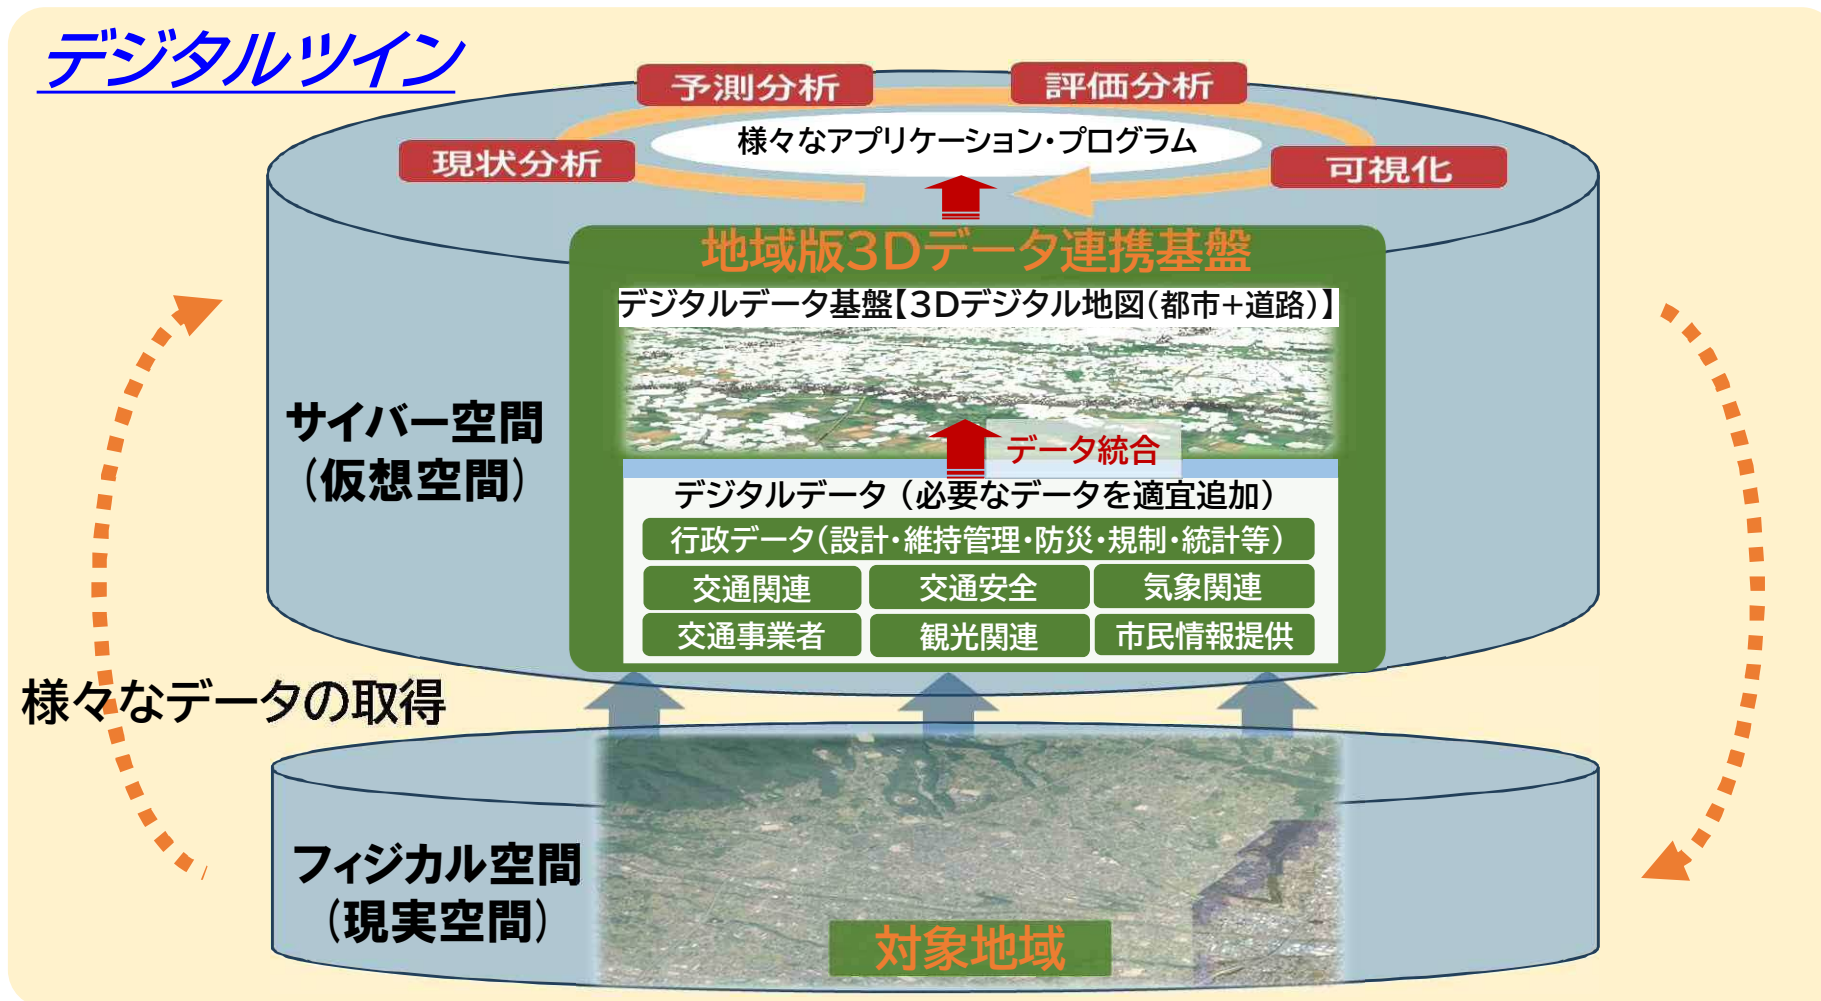 デジタルツイン
予測分析
評価分析
様々なアプリケーション・プログラム
現状分析
可視化
地域版3Dデータ連携基盤
デジタルデータ基盤【3Dデジタル地図(都市+道路)】
サイバー空間
(仮想空間)
データ統合
デジタルデータ(必要なデータを適宜追加)
行政データ(設計・維持管理・防災・規制・統計等)
交通関連
交通安全
気象関連
交通事業者
観光関連
市民情報提供
様々なデータの取得
フィジカル空間
(現実空間)
対象地域